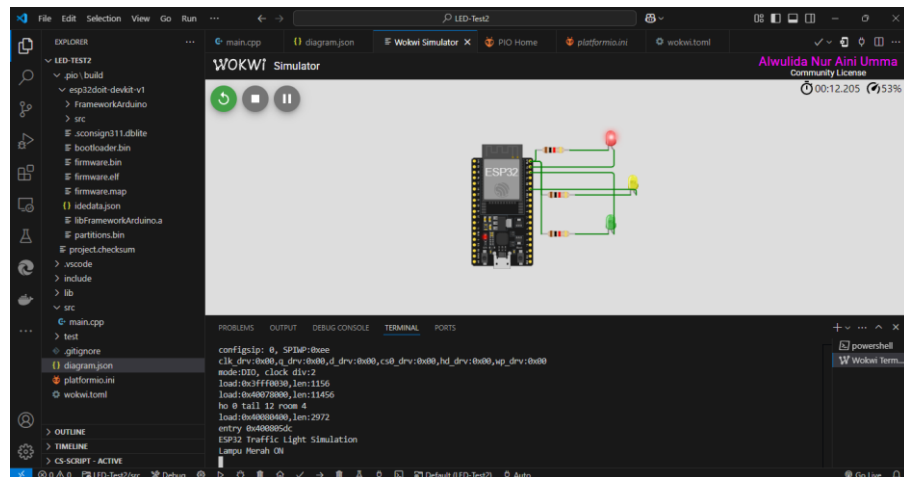 File Edit Selection View Go Run ... LED-Test2
EXPLORER ...
main.cpp {} diagram.json Wokwi Simulator PIO Home platformio.ini wokwi.toml
LED-TEST2
.pio \ build
esp32doit-devkit-v1
FrameworkArduino
src
.sconsign311.dblite
bootloader.bin
firmware.bin
firmware.elf
firmware.map
{} idedata.json
libFrameworkArduino.a
partitions.bin
project.checksum
.vscode
include
lib
src
main.cpp
test
.gitignore
{} diagram.json
platformio.ini
wokwi.toml
OUTLINE
TIMELINE
CS-SCRIPT - ACTIVE
WOKWI Simulator
Alwulida Nur Aini Umma
Community License
00:12.205 53%
ESP32
PROBLEMS OUTPUT DEBUG CONSOLE TERMINAL PORTS
configsip: 0, SPIWP:0xee
clk_drv:0x00,q_drv:0x00,d_drv:0x00,cs0_drv:0x00,hd_drv:0x00,wp_drv:0x00
mode:DIO, clock div:2
load:0x3fff0030,len:1156
load:0x40078000,len:11456
ho 0 tail 12 room 4
load:0x40080400,len:2972
entry 0x400805dc
ESP32 Traffic Light Simulation
Lampu Merah ON
powershell
Wokwi Term...
LED-Test2/src Debug Default (LED-Test2) Auto Go Live